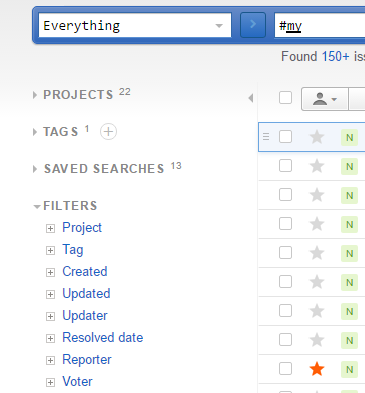 Everything #my
Found 150+ iss
PROJECTS 22
TAGS 1
SAVED SEARCHES 13
FILTERS
Project
Tag
Created
Updated
Updater
Resolved date
Reporter
Voter
N
N
N
N
N
N
N
N
N